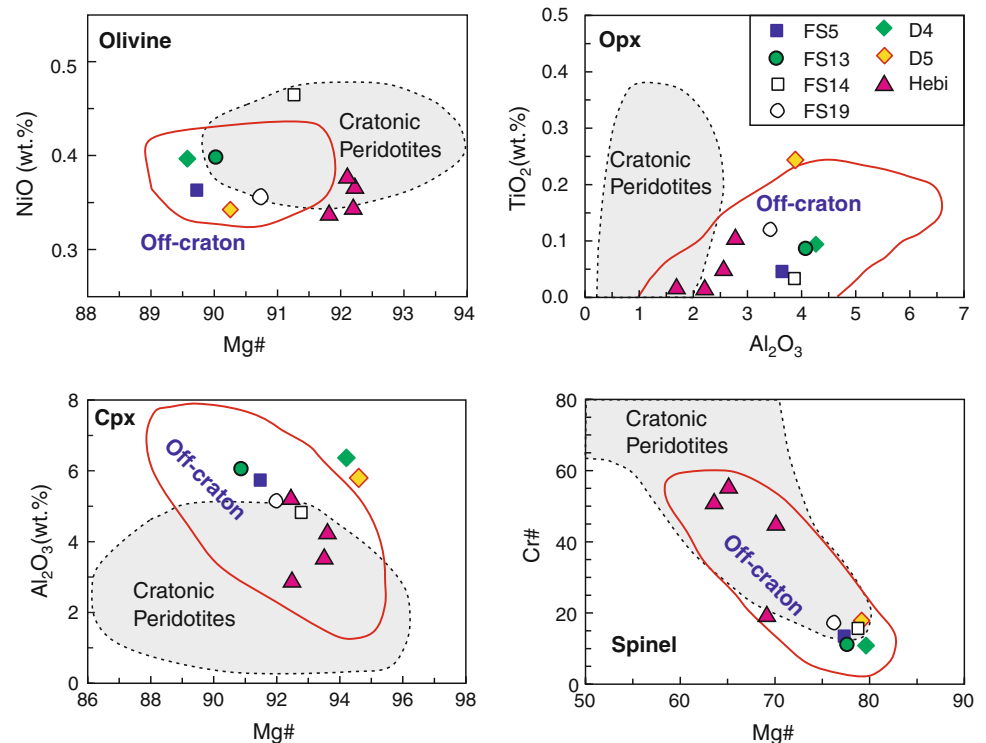 Olivine
NiO (wt.%)
0.5
0.4
0.3
Cratonic
Peridotites
Off-craton
88 89 90 91 92 93 94
Mg#
Opx
TiO₂(wt.%)
0.5
0.4
0.3
0.2
0.1
0.0
Cratonic
Peridotites
Off-craton
FS5
FS13
FS14
FS19
D4
D5
Hebi
0 1 2 3 4 5 6 7
Al₂O₃
Cpx
Al₂O₃(wt.%)
8
6
4
2
0
Off-craton
Cratonic
Peridotites
86 88 90 92 94 96 98
Mg#
Cr#
80
60
40
20
0
Cratonic
Peridotites
Off-craton
Spinel
50 60 70 80 90
Mg#